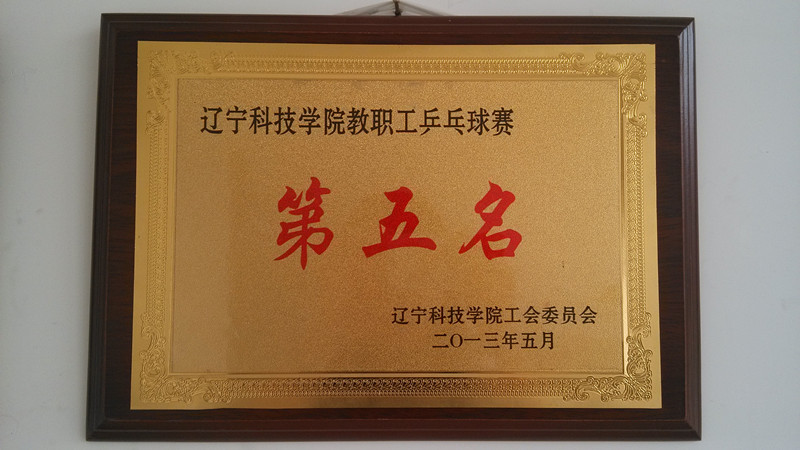 辽宁科技学院教职工乒乓球赛
第五名
辽宁科技学院工会委员会
二〇一三年五月